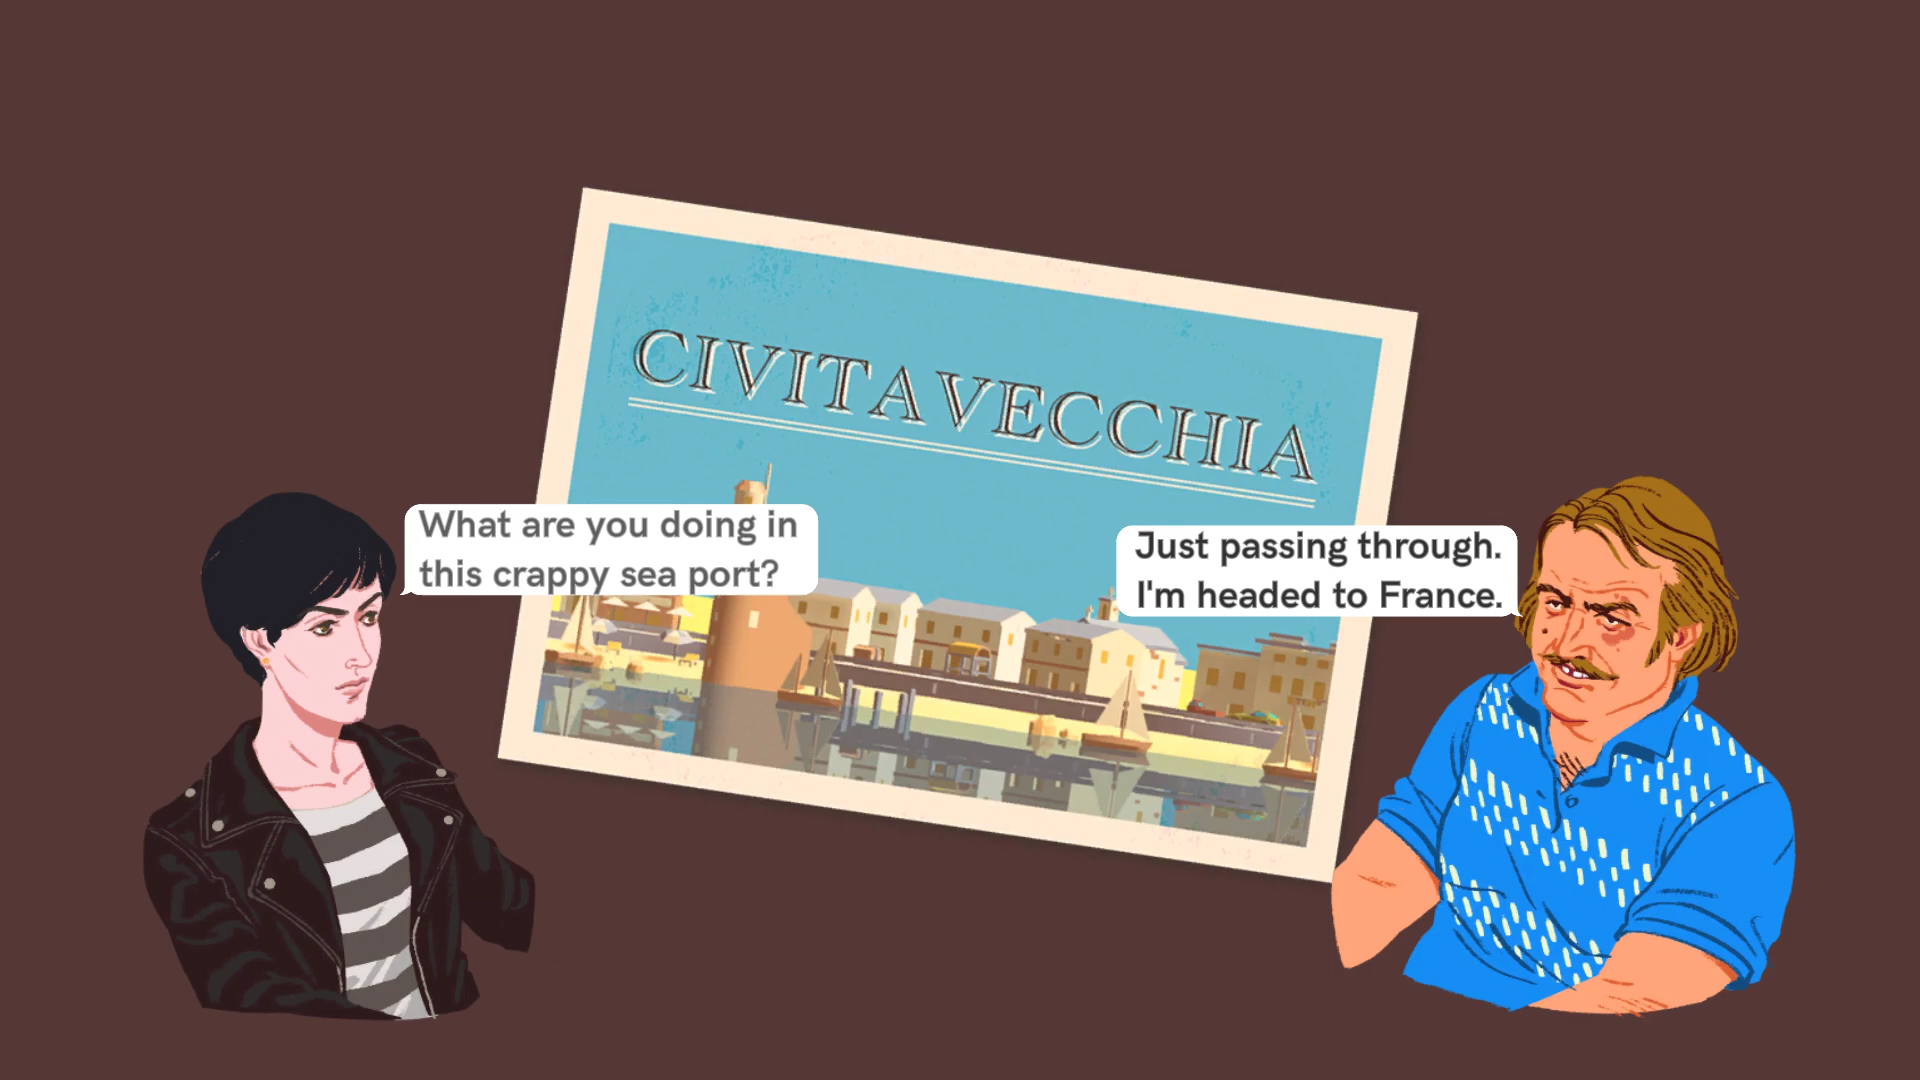 CIVITAVECCHIA
What are you doing in
this crappy sea port?
Just passing through.
I'm headed to France.